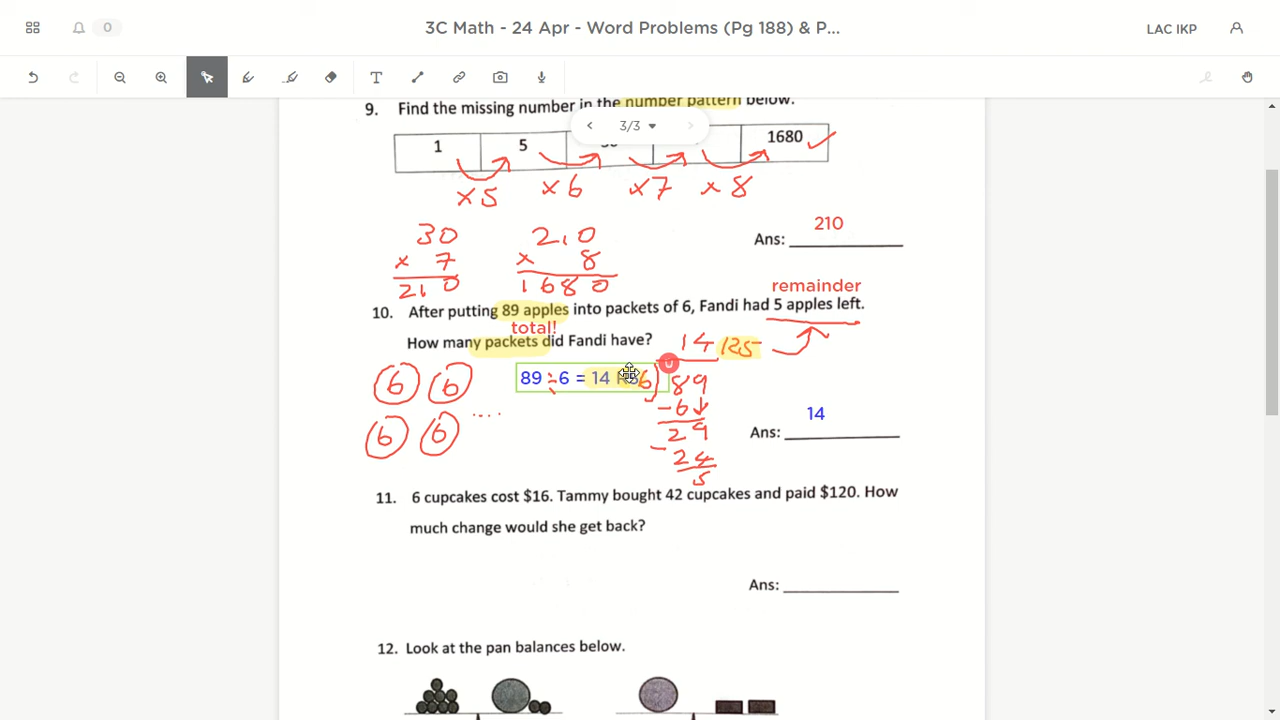 3C Math - 24 Apr - Word Problems (Pg 188) & P...
0
LAC IKP
T
3/3
9. Find the missing number in the number pattern below.
1 5 1680
×5 ×6 ×7 ×8
30
× 7
210
210
× 8
1680
210
Ans:
remainder
10. After putting 89 apples into packets of 6, Fandi had 5 apples left.
total!
How many packets did Fandi have?
14 R5
6 6
6 6 ....
89 ÷ 6 = 14
6 89
-6
29
- 24
5
14
Ans:
11. 6 cupcakes cost $16. Tammy bought 42 cupcakes and paid $120. How
much change would she get back?
Ans:
12. Look at the pan balances below.